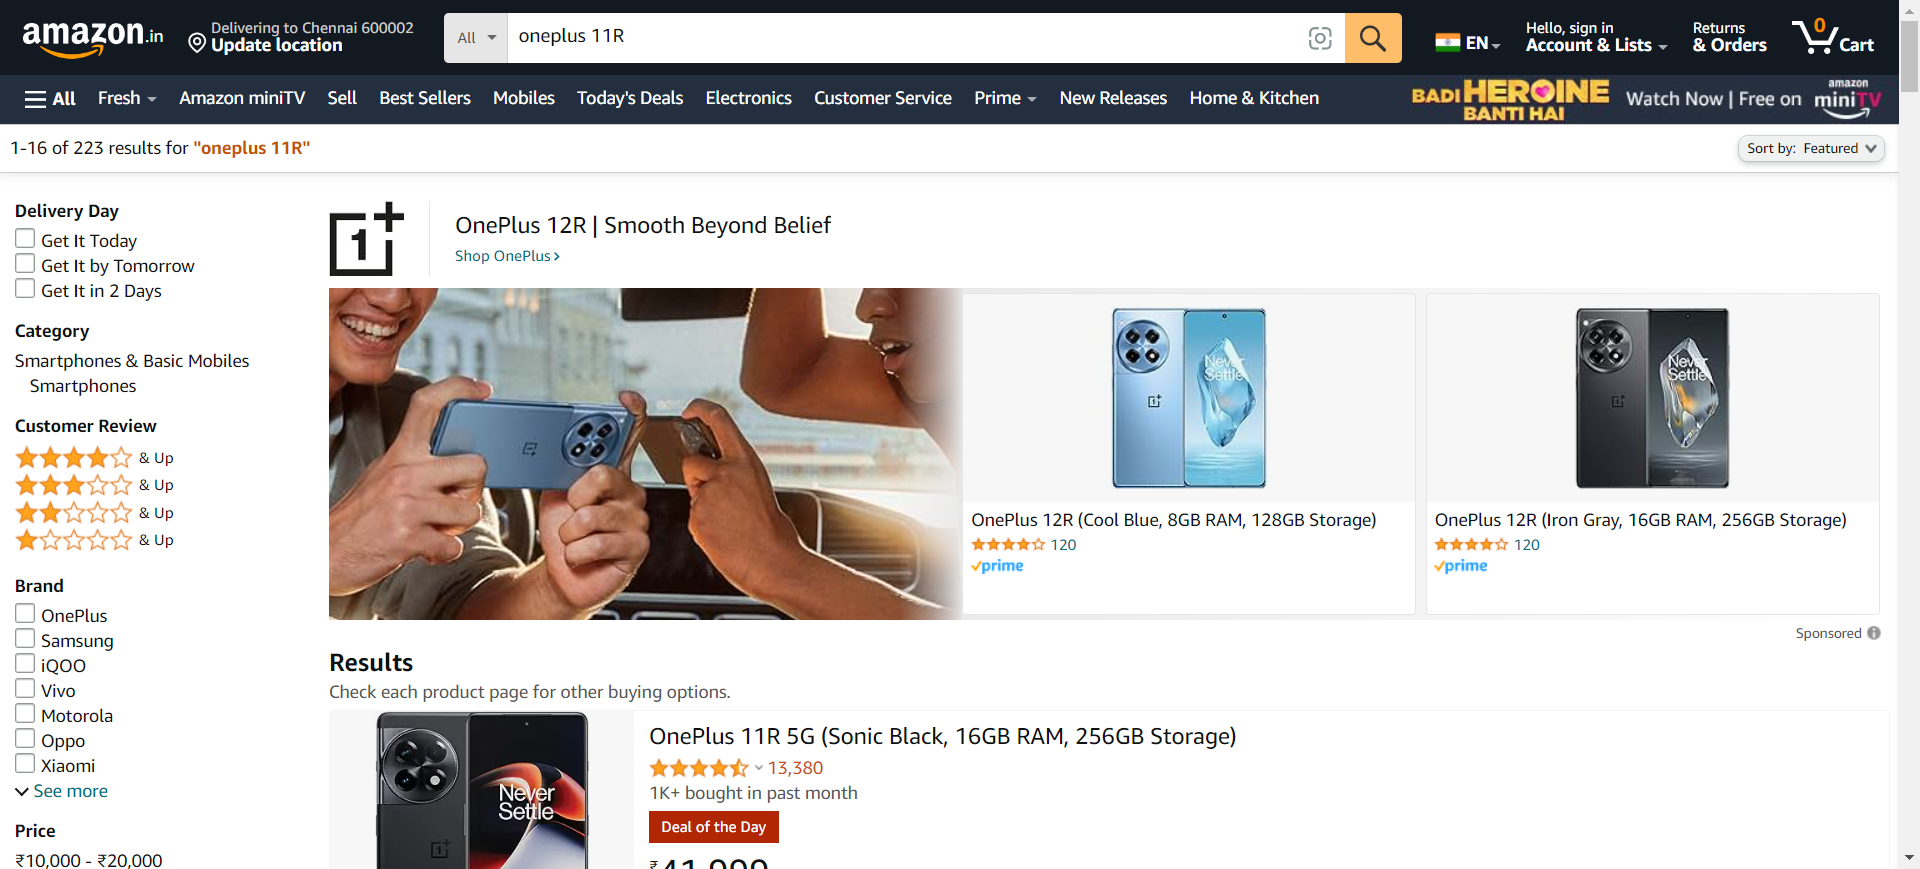 amazon.in
Delivering to Chennai 600002
Update location
All
oneplus 11R
EN
Hello, sign in
Account & Lists
Returns
& Orders
0
Cart
All
Fresh
Amazon miniTV
Sell
Best Sellers
Mobiles
Today's Deals
Electronics
Customer Service
Prime
New Releases
Home & Kitchen
BADI HEROINE
BANTI HAI
Watch Now | Free on
amazon
miniTV
1-16 of 223 results for "oneplus 11R"
Sort by: Featured
Delivery Day
Get It Today
Get It by Tomorrow
Get It in 2 Days
Category
Smartphones & Basic Mobiles
Smartphones
Customer Review
& Up
& Up
& Up
& Up
Brand
OnePlus
Samsung
iQOO
Vivo
Motorola
Oppo
Xiaomi
See more
Price
₹10,000 - ₹20,000
1+
OnePlus 12R | Smooth Beyond Belief
Shop OnePlus ›
Never
Settle
OnePlus 12R (Cool Blue, 8GB RAM, 128GB Storage)
120
prime
Never
Settle
OnePlus 12R (Iron Gray, 16GB RAM, 256GB Storage)
120
prime
Sponsored
Results
Check each product page for other buying options.
Never
Settle
OnePlus 11R 5G (Sonic Black, 16GB RAM, 256GB Storage)
13,380
1K+ bought in past month
Deal of the Day
₹41,999